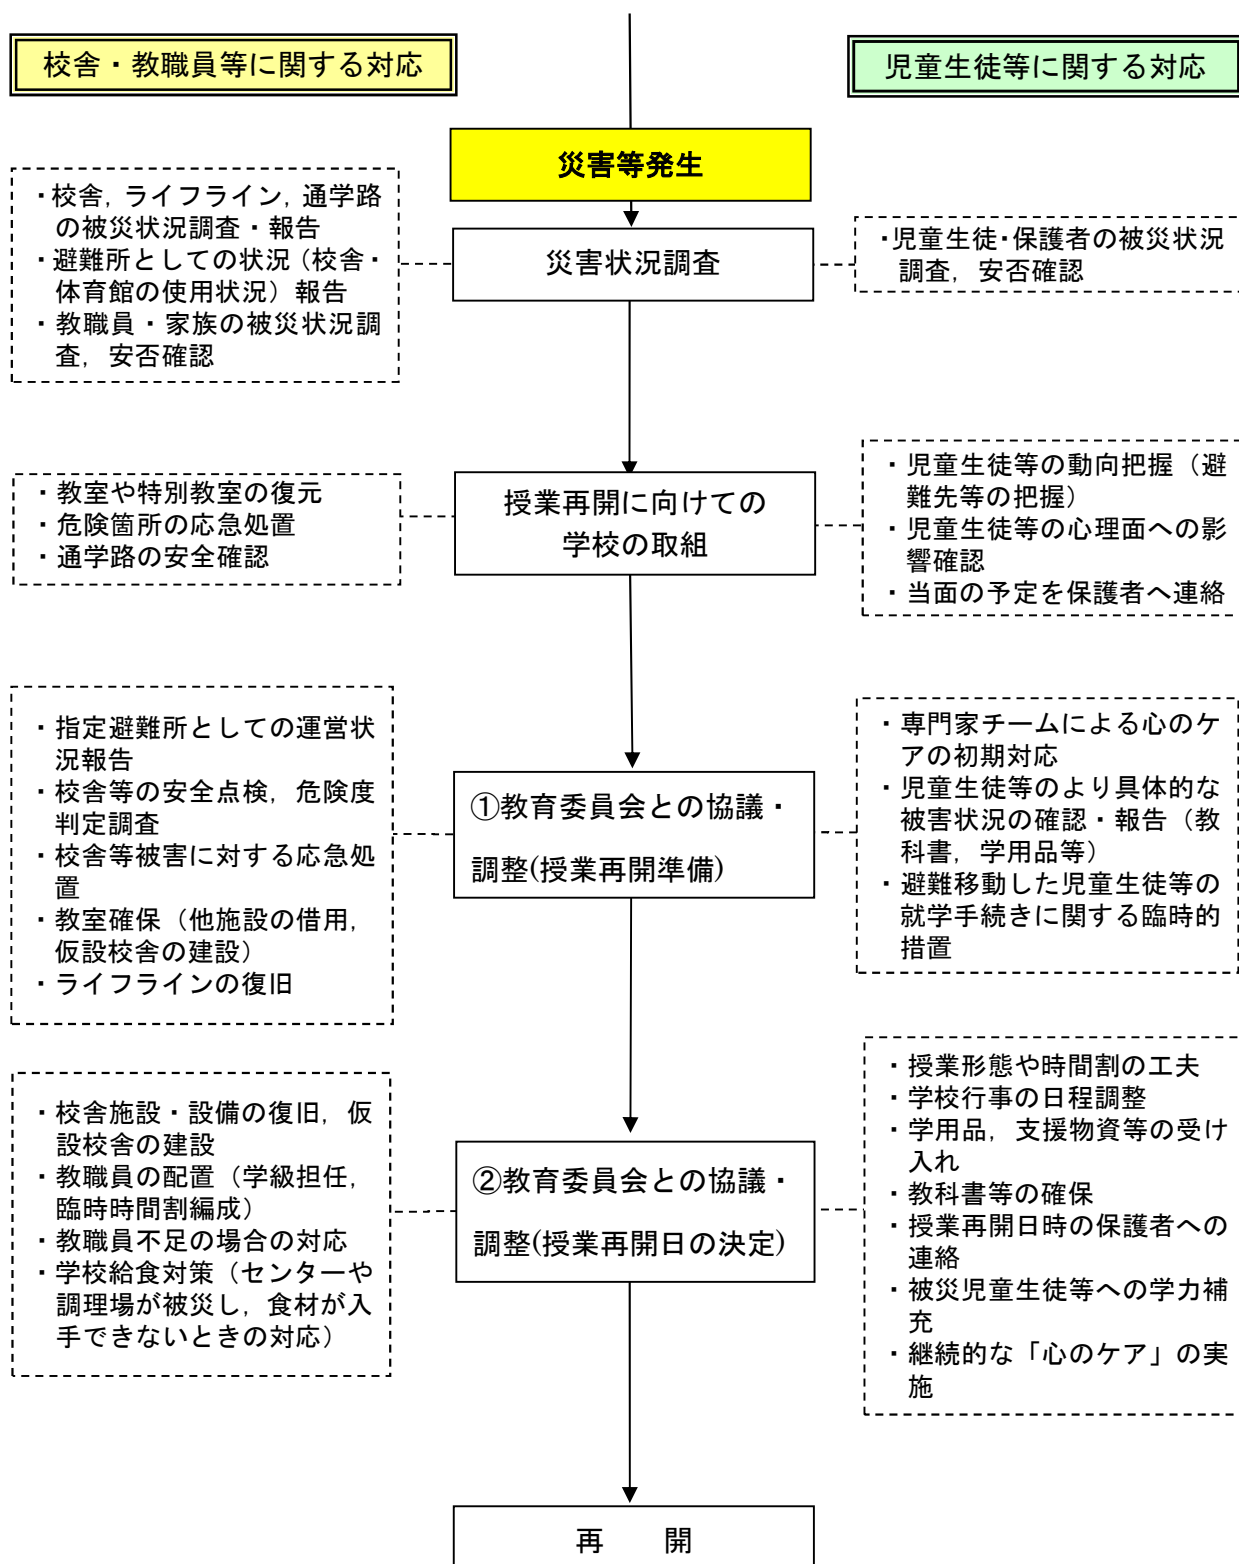 校舎・教職員等に関する対応
児童生徒等に関する対応
災害等発生
・校舎，ライフライン，通学路
の被災状況調査・報告
・避難所としての状況（校舎・
体育館の使用状況）報告
・教職員・家族の被災状況調
査，安否確認
災害状況調査
・児童生徒・保護者の被災状況
調査，安否確認
・教室や特別教室の復元
・危険箇所の応急処置
・通学路の安全確認
授業再開に向けての
学校の取組
・児童生徒等の動向把握（避
難先等の把握）
・児童生徒等の心理面への影
響確認
・当面の予定を保護者へ連絡
・指定避難所としての運営状
況報告
・校舎等の安全点検，危険度
判定調査
・校舎等被害に対する応急処
置
・教室確保（他施設の借用，
仮設校舎の建設）
・ライフラインの復旧
①教育委員会との協議・
調整(授業再開準備)
・専門家チームによる心のケ
アの初期対応
・児童生徒等のより具体的な
被害状況の確認・報告（教
科書，学用品等）
・避難移動した児童生徒等の
就学手続きに関する臨時的
措置
・校舎施設・設備の復旧，仮
設校舎の建設
・教職員の配置（学級担任，
臨時時間割編成）
・教職員不足の場合の対応
・学校給食対策（センターや
調理場が被災し，食材が入
手できないときの対応）
②教育委員会との協議・
調整(授業再開日の決定)
・授業形態や時間割の工夫
・学校行事の日程調整
・学用品，支援物資等の受け
入れ
・教科書等の確保
・授業再開日時の保護者への
連絡
・被災児童生徒等への学力補
充
・継続的な「心のケア」の実
施
再　　開